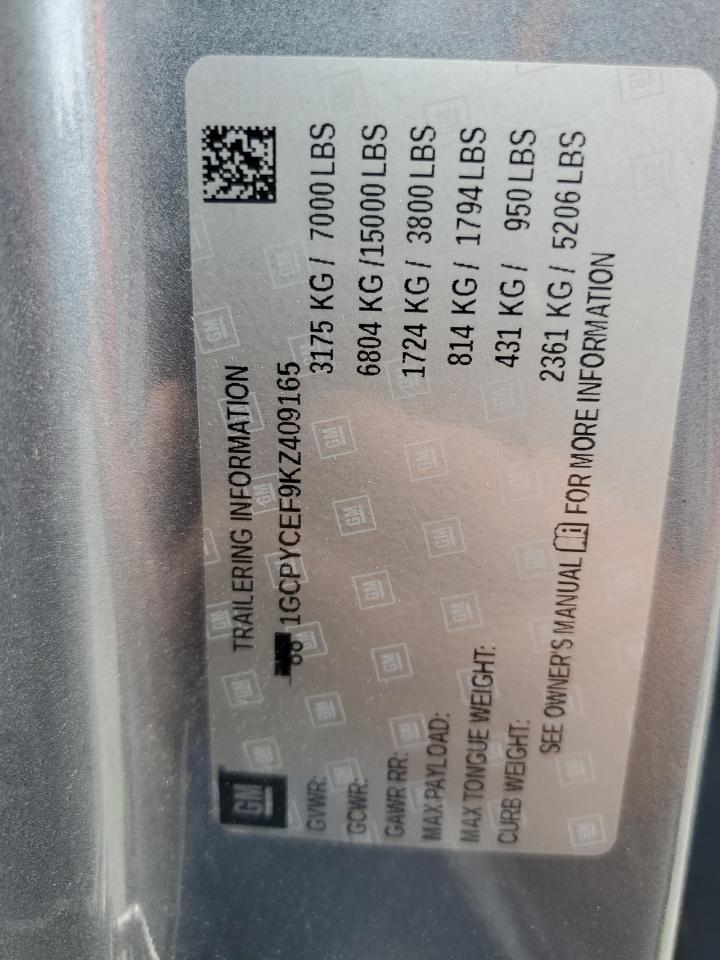 GM
TRAILERING INFORMATION
1GCPYCEF9KZ409165
GVWR: 3175 KG / 7000 LBS
GCWR: 6804 KG /15000 LBS
GAWR RR: 1724 KG / 3800 LBS
MAX PAYLOAD: 814 KG / 1794 LBS
MAX TONGUE WEIGHT: 431 KG / 950 LBS
CURB WEIGHT: 2361 KG / 5206 LBS
SEE OWNER'S MANUAL FOR MORE INFORMATION